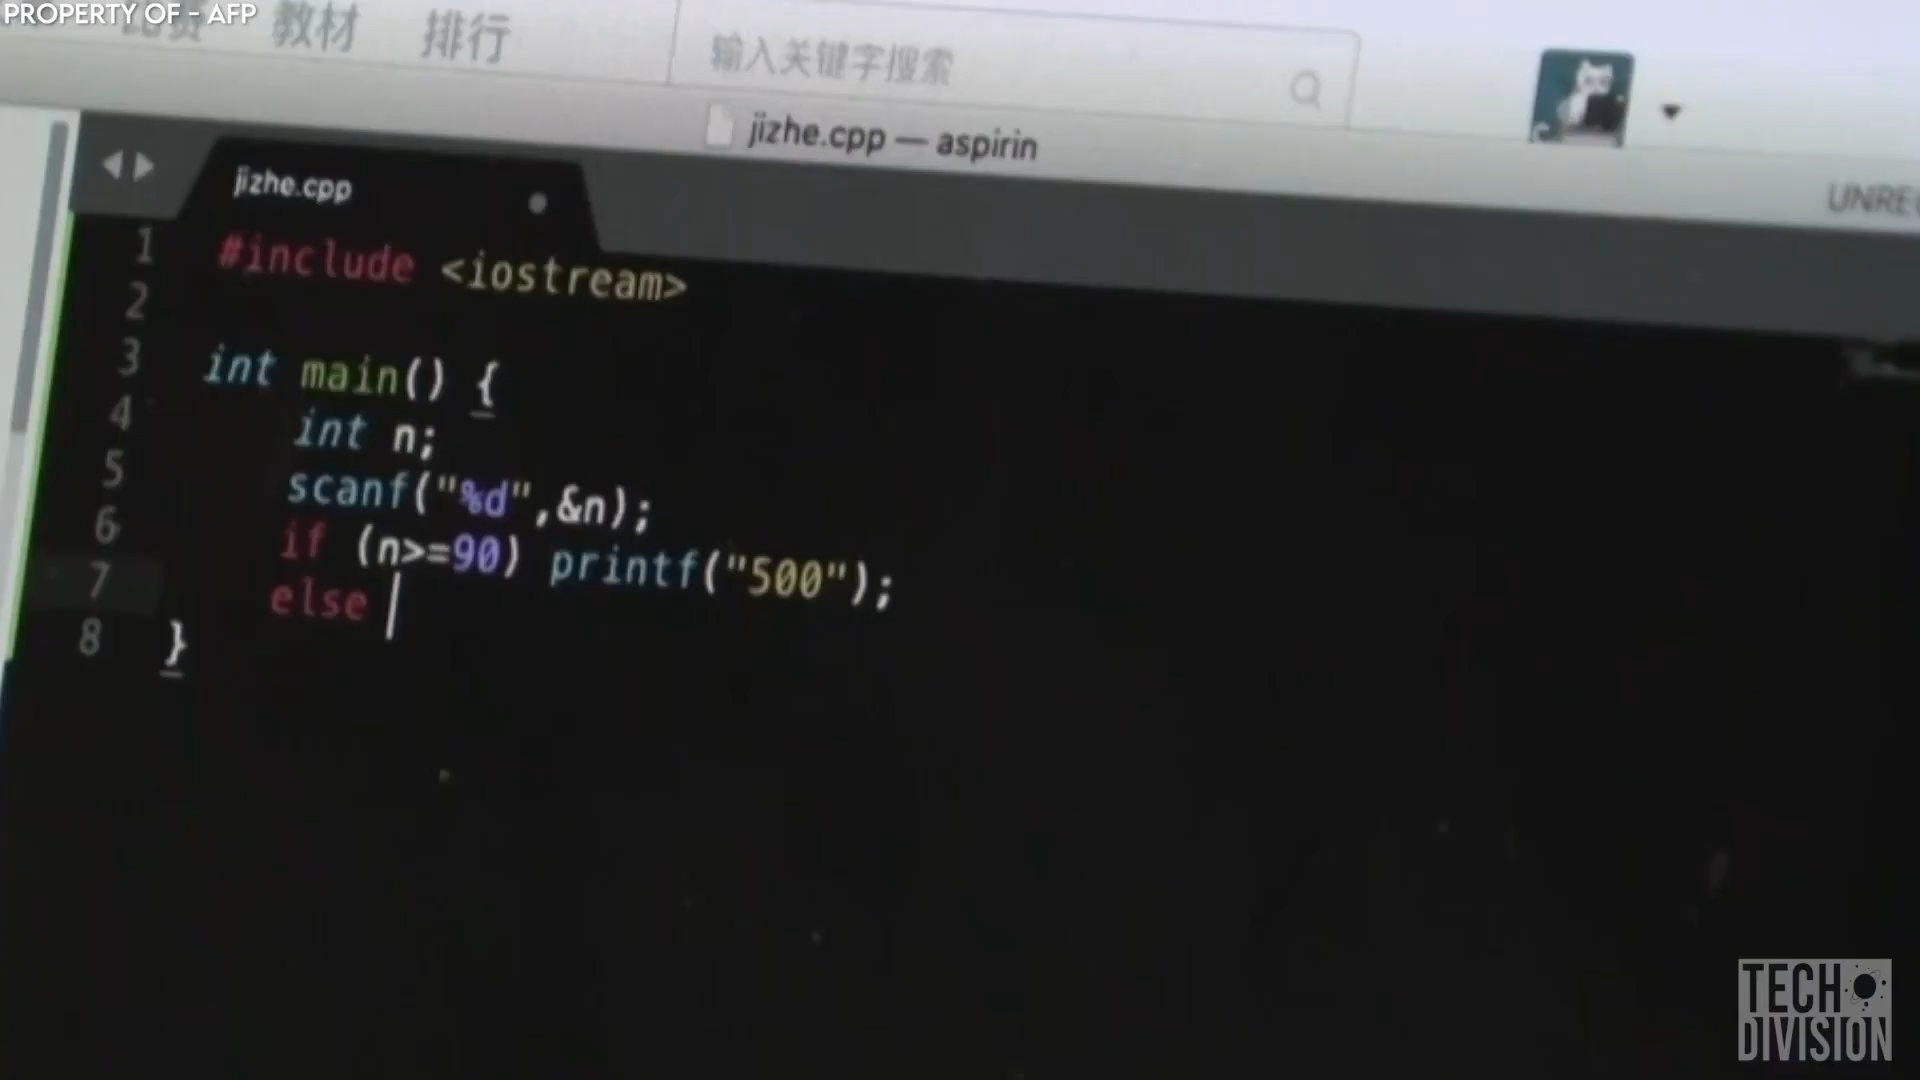 PROPERTY OF - AFP
教材 排行 输入关键字搜索
jizhe.cpp — aspirin
jizhe.cpp
1 #include <iostream>
2
3 int main() {
4 int n;
5 scanf("%d",&n);
6 if (n>=90) printf("500");
7 else
8 }
TECH
DIVISION